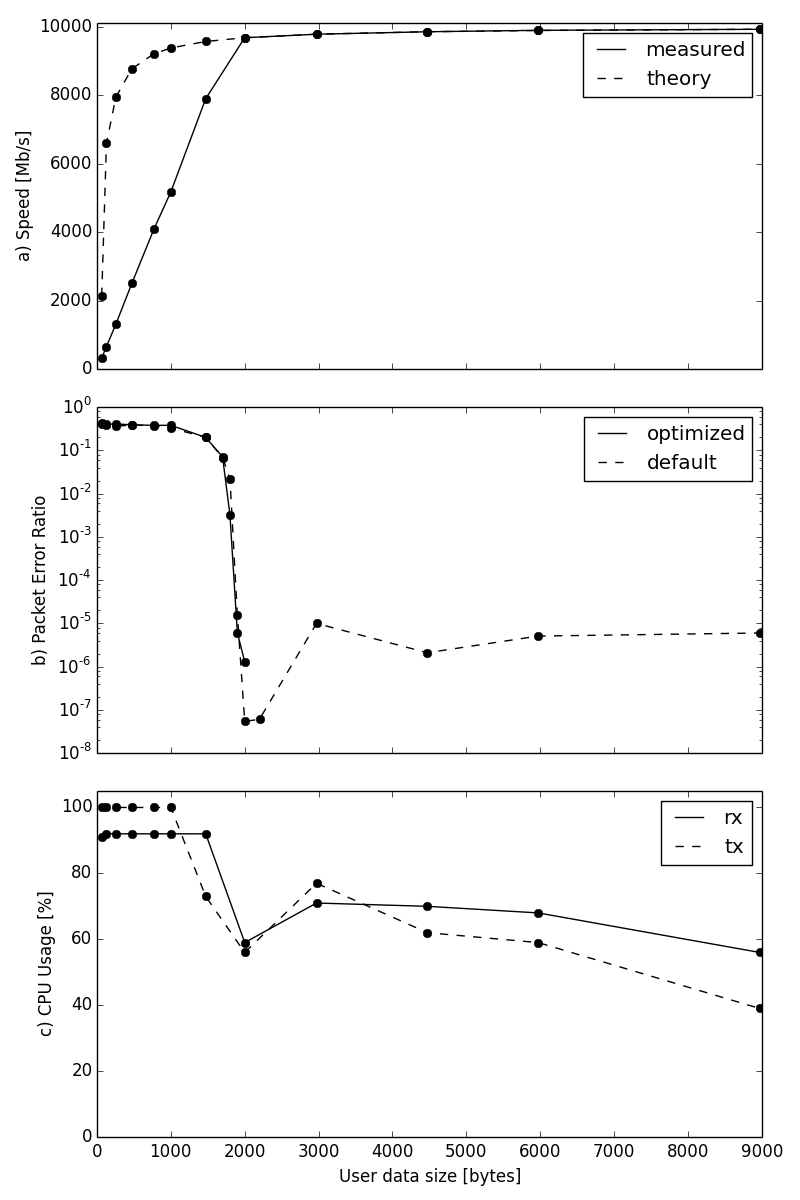 10000
8000
6000
4000
2000
0
a) Speed [Mb/s]
measured
theory
10^0
10^-1
10^-2
10^-3
10^-4
10^-5
10^-6
10^-7
10^-8
b) Packet Error Ratio
optimized
default
100
80
60
40
20
0
c) CPU Usage [%]
rx
tx
0 1000 2000 3000 4000 5000 6000 7000 8000 9000
User data size [bytes]